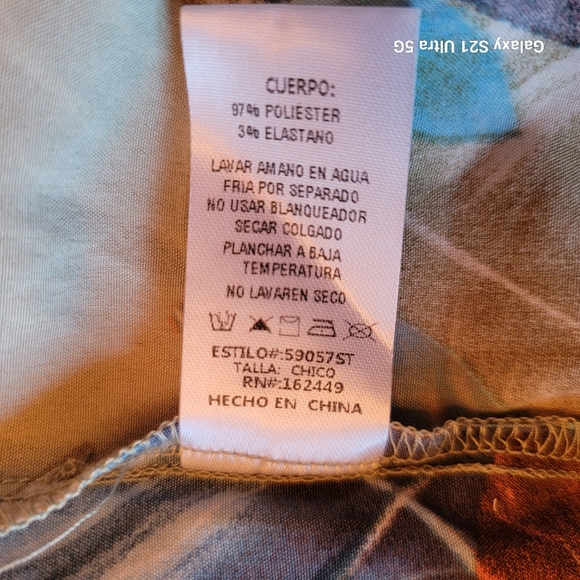 Galaxy S21 Ultra 5G
CUERPO:
97% POLIESTER
3% ELASTANO
LAVAR AMANO EN AGUA
FRIA POR SEPARADO
NO USAR BLANQUEADOR
SECAR COLGADO
PLANCHAR A BAJA
TEMPERATURA
NO LAVAREN SECO
ESTILO#:59057ST
TALLA: CHICO
RN#:162449
HECHO EN CHINA